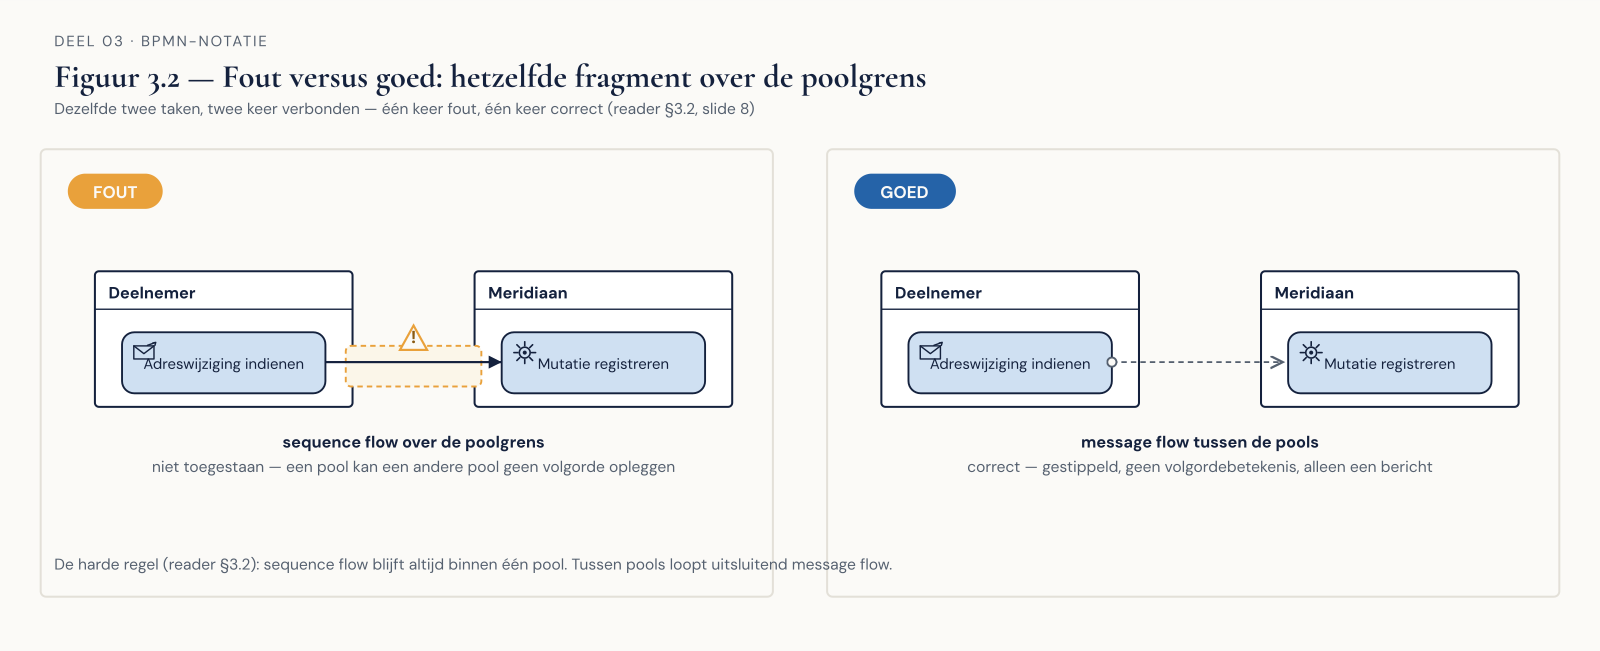 DEEL 03 · BPMN-NOTATIE
Figuur 3.2 — Fout versus goed: hetzelfde fragment over de poolgrens
Dezelfde twee taken, twee keer verbonden — één keer fout, één keer correct (reader §3.2, slide 8)
FOUT
Deelnemer
Meridiaan
Adreswijziging indienen
!
Mutatie registreren
sequence flow over de poolgrens
niet toegestaan — een pool kan een andere pool geen volgorde opleggen
GOED
Deelnemer
Meridiaan
Adreswijziging indienen
Mutatie registreren
message flow tussen de pools
correct — gestippeld, geen volgordebetekenis, alleen een bericht
De harde regel (reader §3.2): sequence flow blijft altijd binnen één pool. Tussen pools loopt uitsluitend message flow.